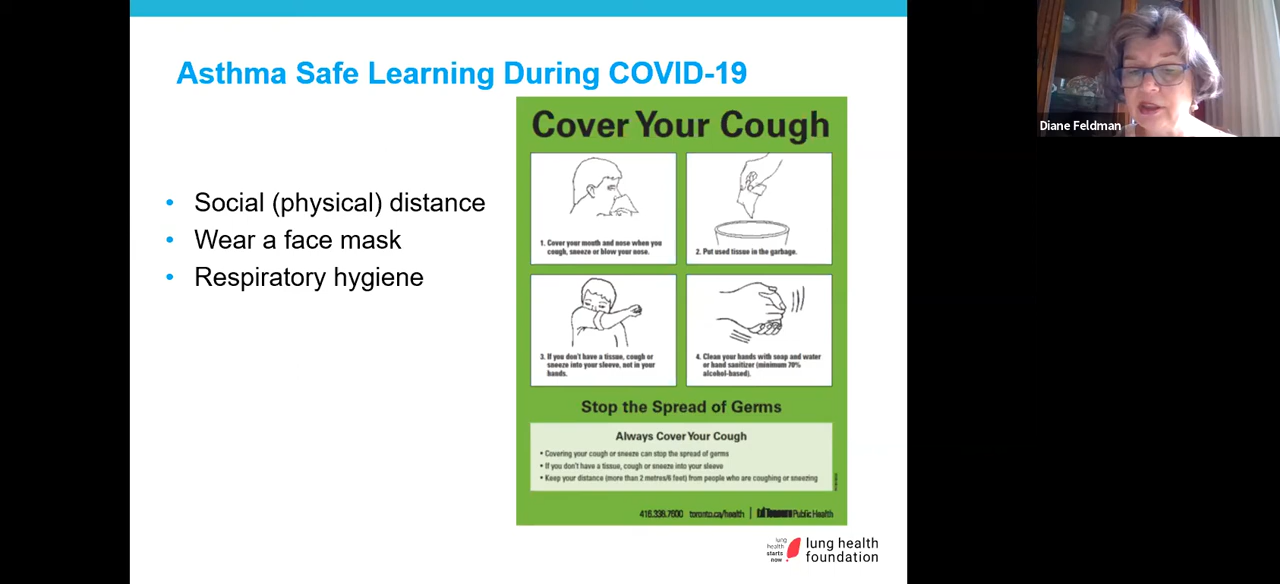 Asthma Safe Learning During COVID-19
• Social (physical) distance
• Wear a face mask
• Respiratory hygiene
Cover Your Cough
1. Cover your mouth and nose when you
cough, sneeze or blow your nose.
2. Put used tissue in the garbage.
3. If you don't have a tissue, cough or
sneeze into your sleeve, not in your
hands.
4. Clean your hands with soap and water
or hand sanitizer (minimum 70%
alcohol-based).
Stop the Spread of Germs
Always Cover Your Cough
• Covering your cough or sneeze can stop the spread of germs
• If you don't have a tissue, cough or sneeze into your sleeve
• Keep your distance (more than 2 metres/6 feet) from people who are coughing or sneezing
416.338.7600 toronto.ca/health | Toronto Public Health
lung
health
starts
now
lung health
foundation
Diane Feldman